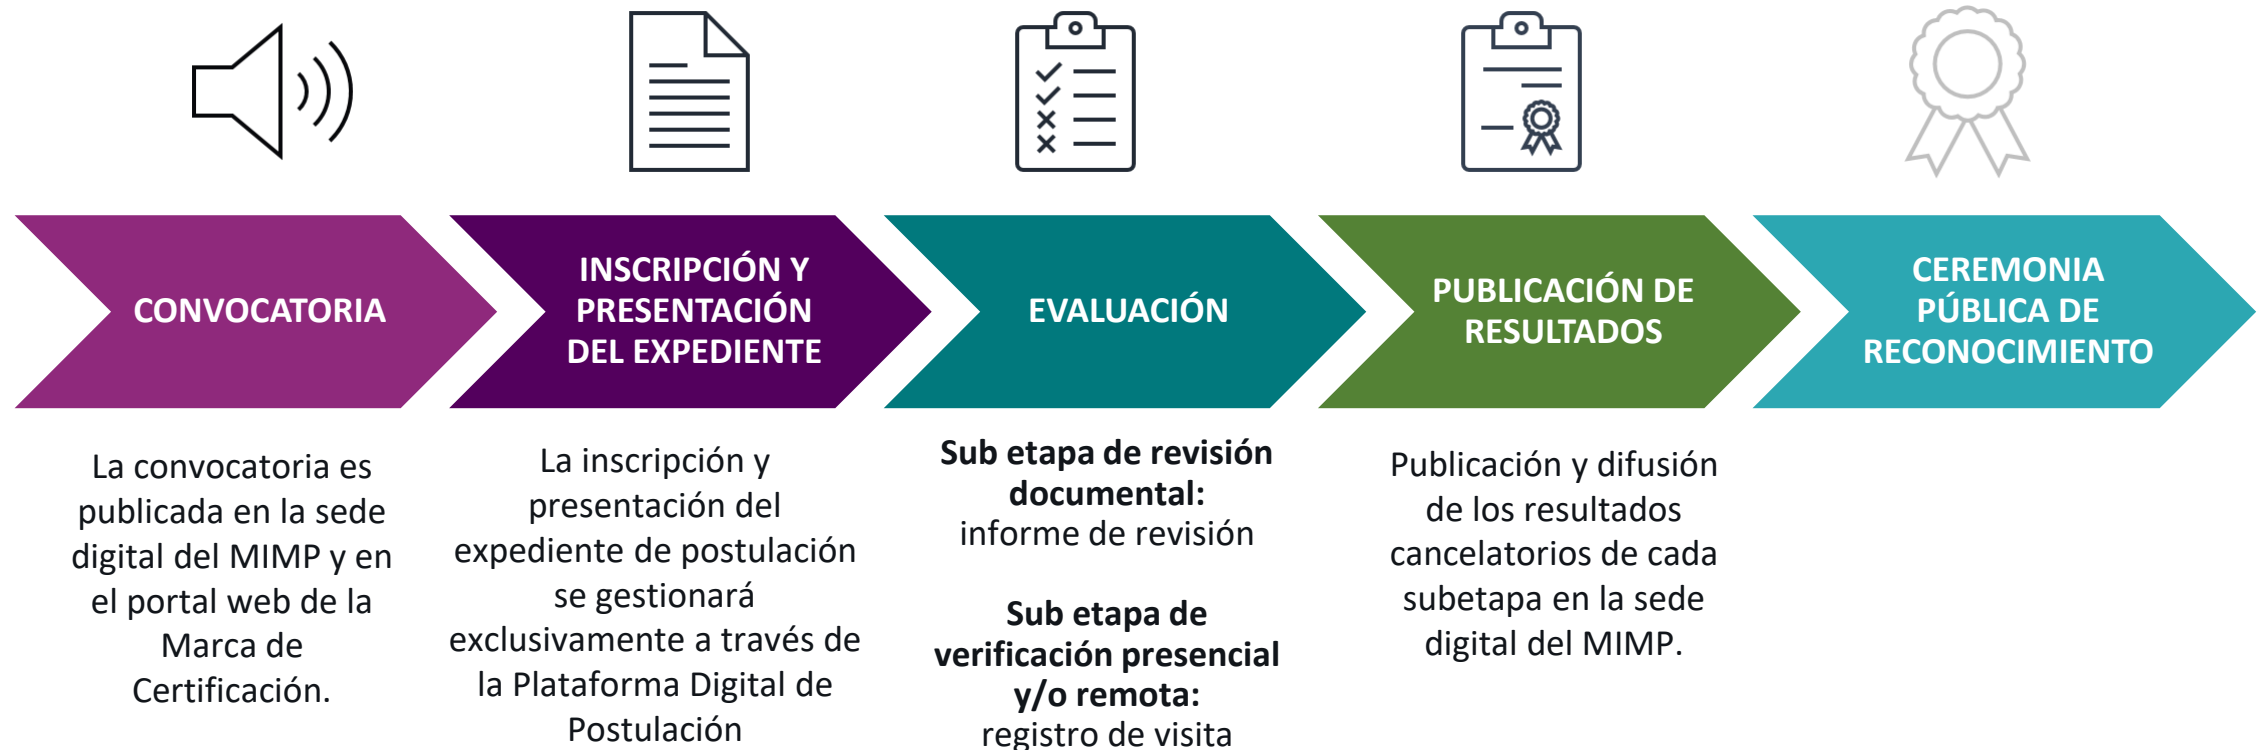 CONVOCATORIA
INSCRIPCIÓN Y
PRESENTACIÓN
DEL EXPEDIENTE
EVALUACIÓN
PUBLICACIÓN DE
RESULTADOS
CEREMONIA
PÚBLICA DE
RECONOCIMIENTO
La convocatoria es
publicada en la sede
digital del MIMP y en
el portal web de la
Marca de
Certificación.
La inscripción y
presentación del
expediente de postulación
se gestionará
exclusivamente a través de
la Plataforma Digital de
Postulación
Sub etapa de revisión
documental:
informe de revisión
Sub etapa de
verificación presencial
y/o remota:
registro de visita
Publicación y difusión
de los resultados
cancelatorios de cada
subetapa en la sede
digital del MIMP.